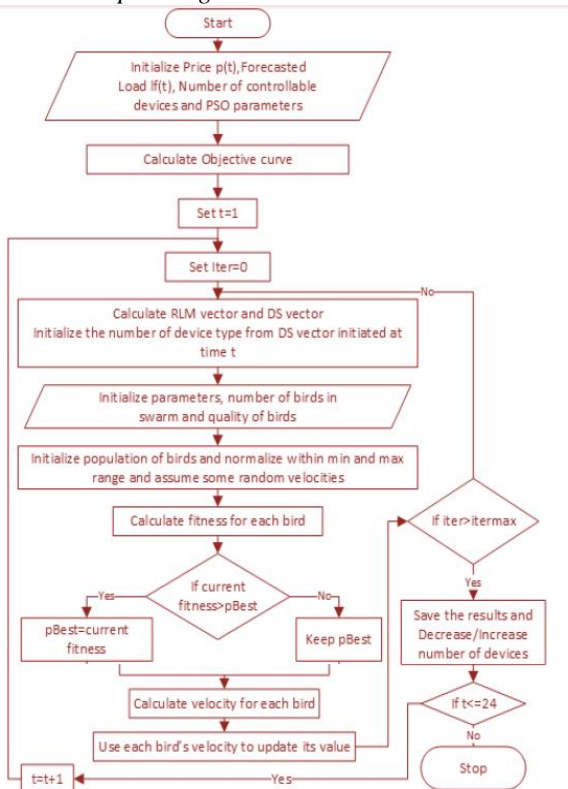 Start
Initialize Price p(t),Forecasted
Load lf(t), Number of controllable
devices and PSO parameters
Calculate Objective curve
Set t=1
Set Iter=0
No
Calculate RLM vector and DS vector
Initialize the number of device type from DS vector initiated at
time t
Initialize parameters, number of birds in
swarm and quality of birds
Initialize population of birds and normalize within min and max
range and assume some random velocities
Calculate fitness for each bird
If iter>itermax
If current
fitness>pBest
Yes
No
Yes
pBest=current
fitness
Keep pBest
Save the results and
Decrease/Increase
number of devices
Calculate velocity for each bird
If t<=24
Use each bird's velocity to update its value
No
Stop
t=t+1
Yes